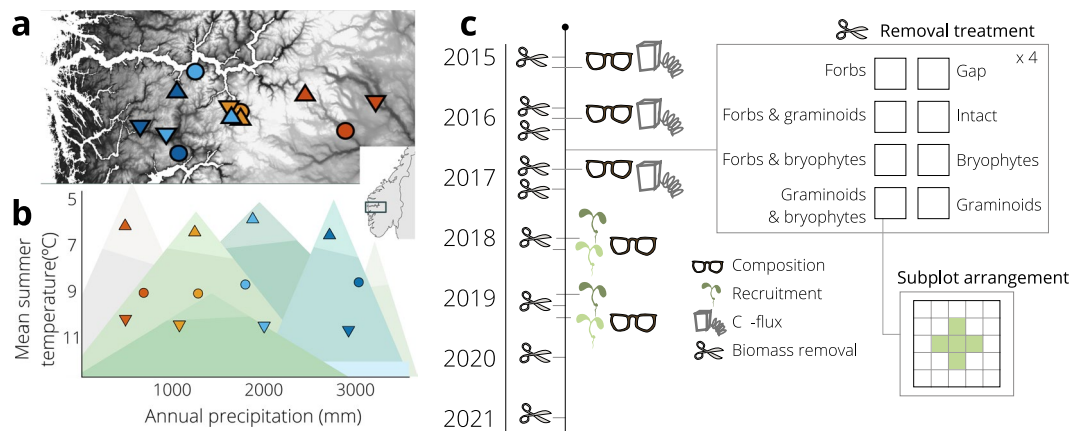 a
b
5
7
9
11
Mean summer
temperature(ºC)
1000
2000
3000
Annual precipitation (mm)
c
2015
2016
2017
2018
2019
2020
2021
Composition
Recruitment
C -flux
Biomass removal
Removal treatment
x 4
Forbs
Gap
Forbs & graminoids
Intact
Forbs & bryophytes
Bryophytes
Graminoids
& bryophytes
Graminoids
Subplot arrangement